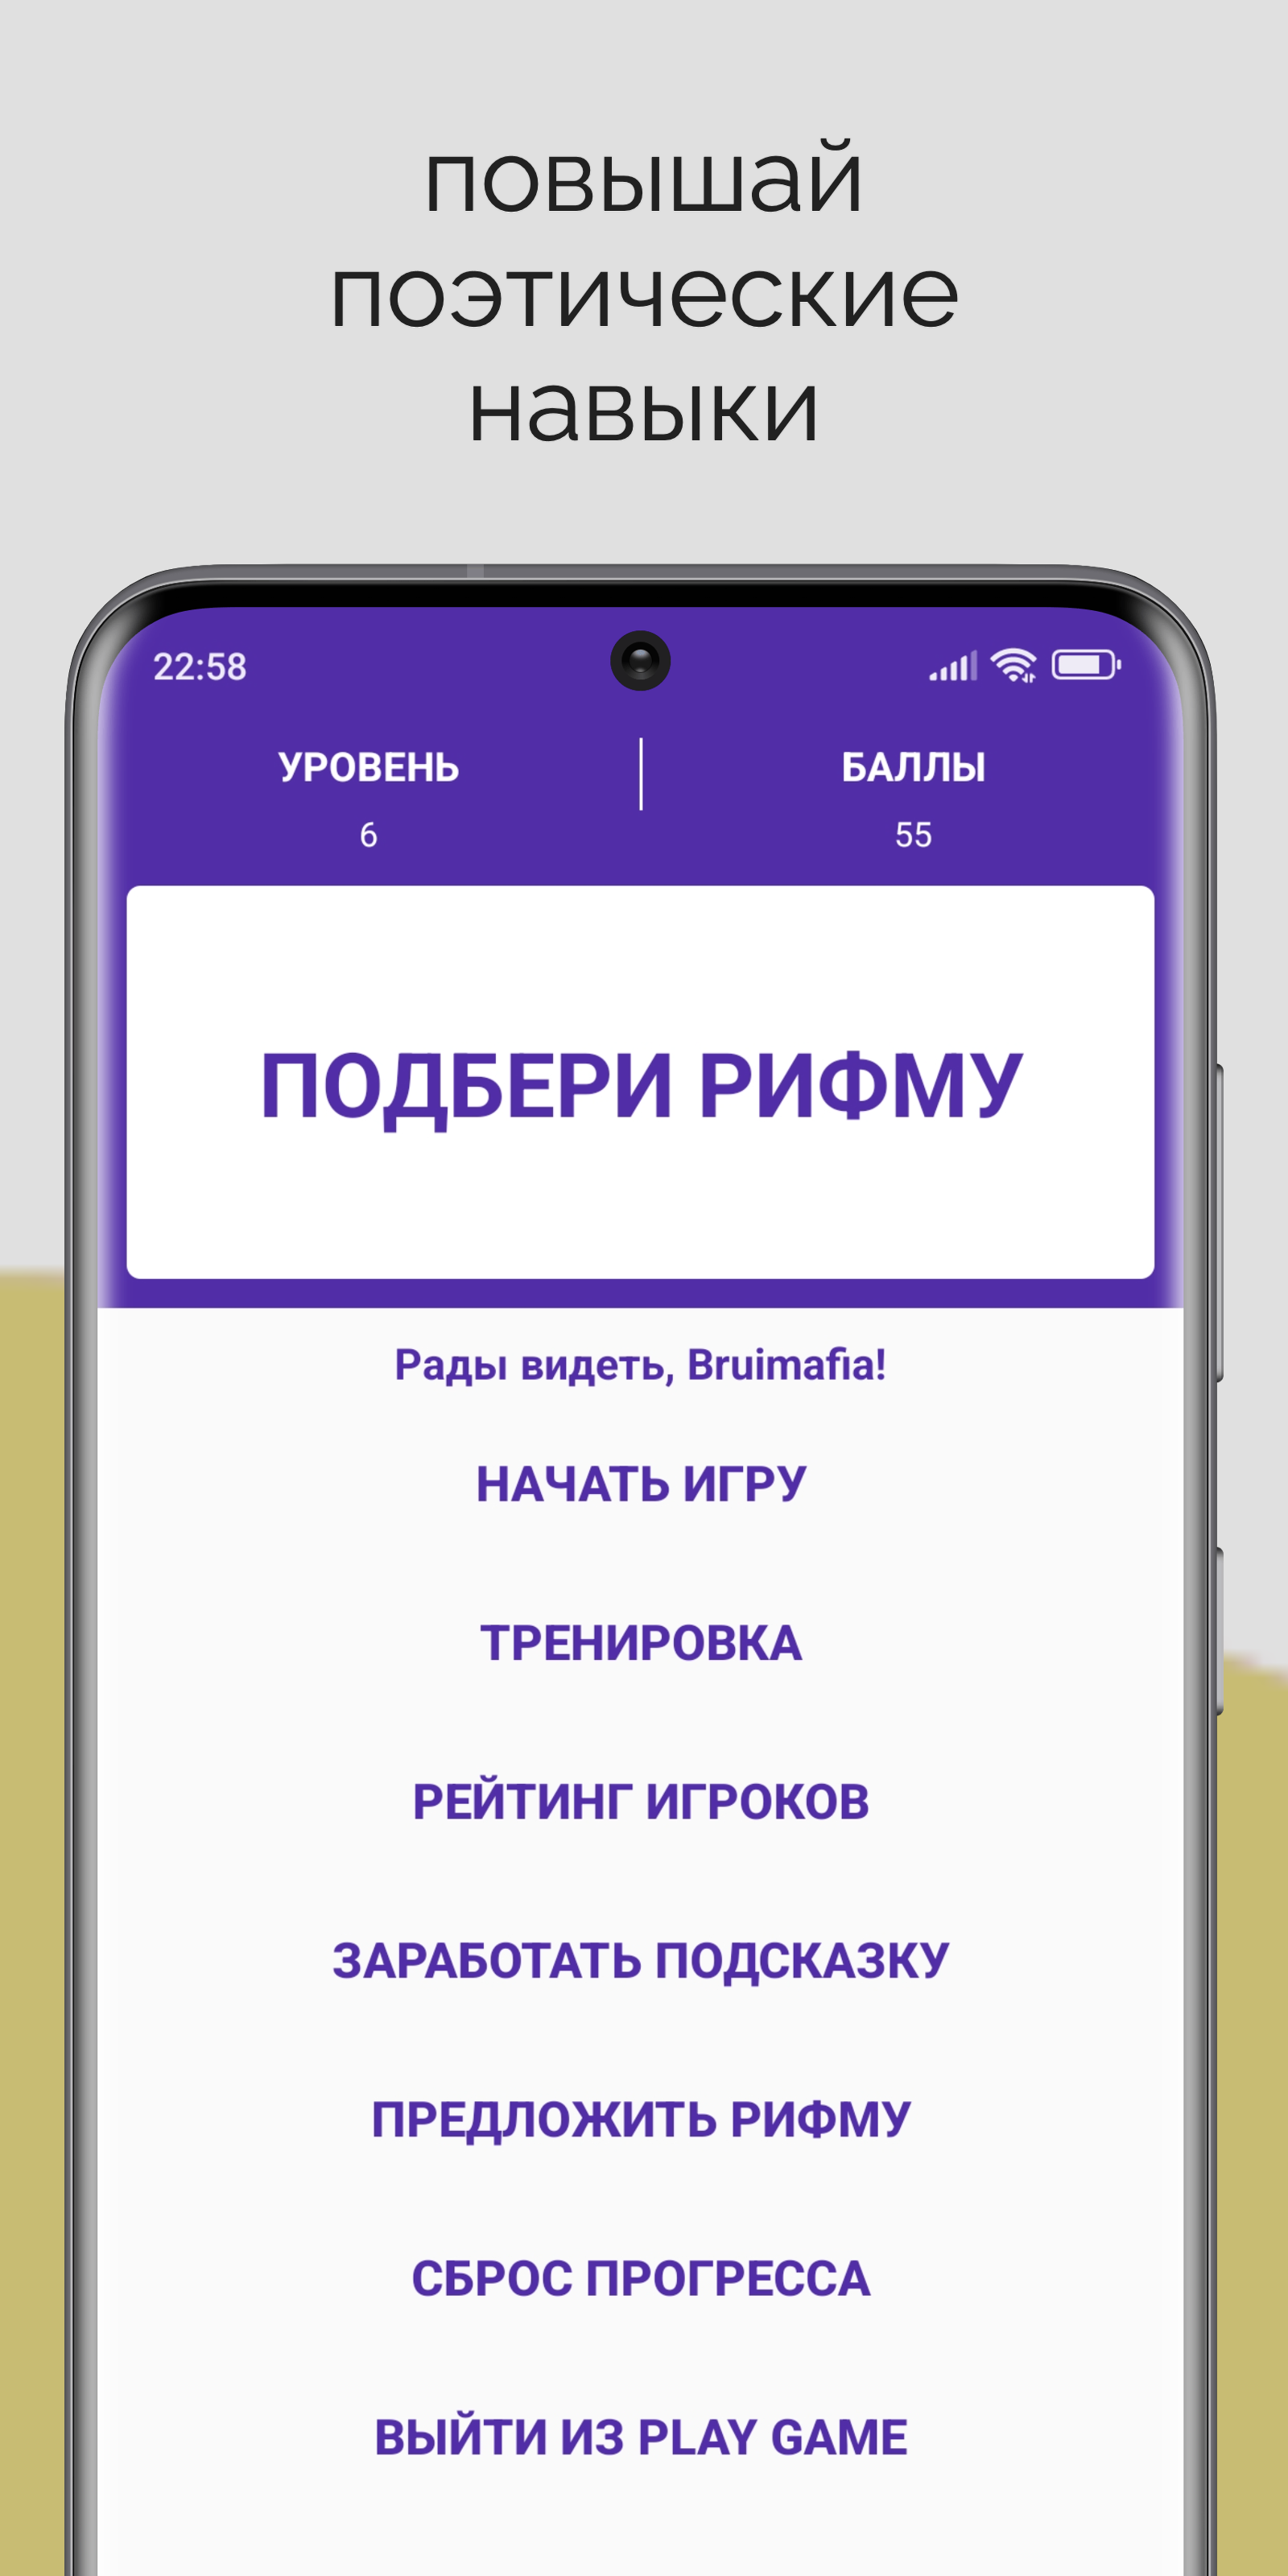 повышай
поэтические
навыки
22:58
УРОВЕНЬ
БАЛЛЫ
6
55
ПОДБЕРИ РИФМУ
Рады видеть, Bruimafia!
НАЧАТЬ ИГРУ
ТРЕНИРОВКА
РЕЙТИНГ ИГРОКОВ
ЗАРАБОТАТЬ ПОДСКАЗКУ
ПРЕДЛОЖИТЬ РИФМУ
СБРОС ПРОГРЕССА
ВЫЙТИ ИЗ PLAY GAME